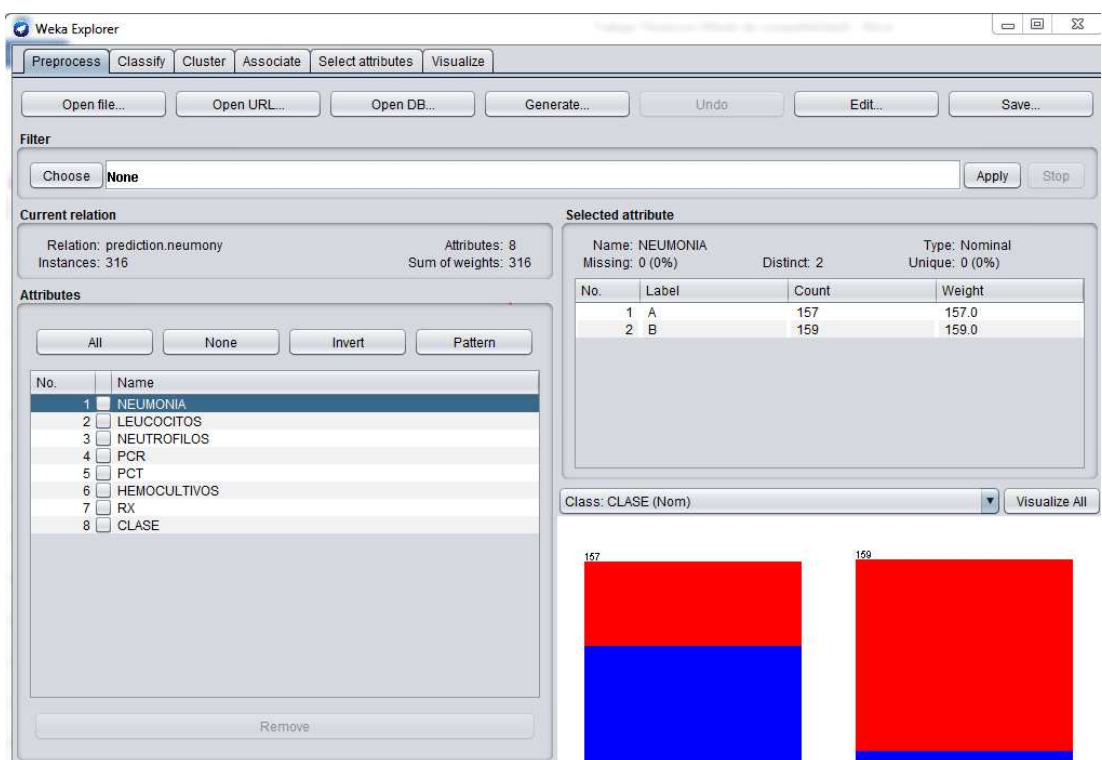 Weka Explorer
Preprocess Classify Cluster Associate Select attributes Visualize
Open file... Open URL... Open DB... Generate... Undo Edit... Save...
Filter
Choose None Apply Stop
Current relation
Relation: prediction.neumony Attributes: 8
Instances: 316 Sum of weights: 316
Attributes
All None Invert Pattern
No. Name
1 NEUMONIA
2 LEUCOCITOS
3 NEUTROFILOS
4 PCR
5 PCT
6 HEMOCULTIVOS
7 RX
8 CLASE
Remove
Selected attribute
Name: NEUMONIA Type: Nominal
Missing: 0 (0%) Distinct: 2 Unique: 0 (0%)
No. Label Count Weight
1 A 157 157.0
2 B 159 159.0
Class: CLASE (Nom) Visualize All
157 159